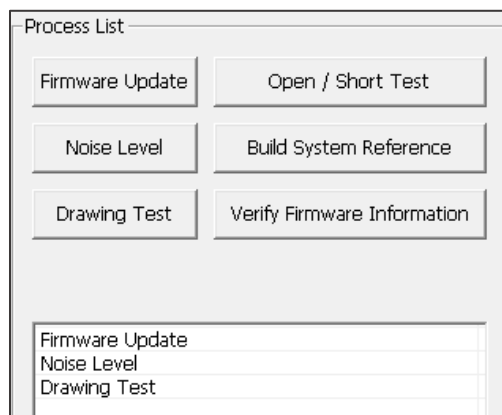 Process List
Firmware Update
Open / Short Test
Noise Level
Build System Reference
Drawing Test
Verify Firmware Information
Firmware Update
Noise Level
Drawing Test